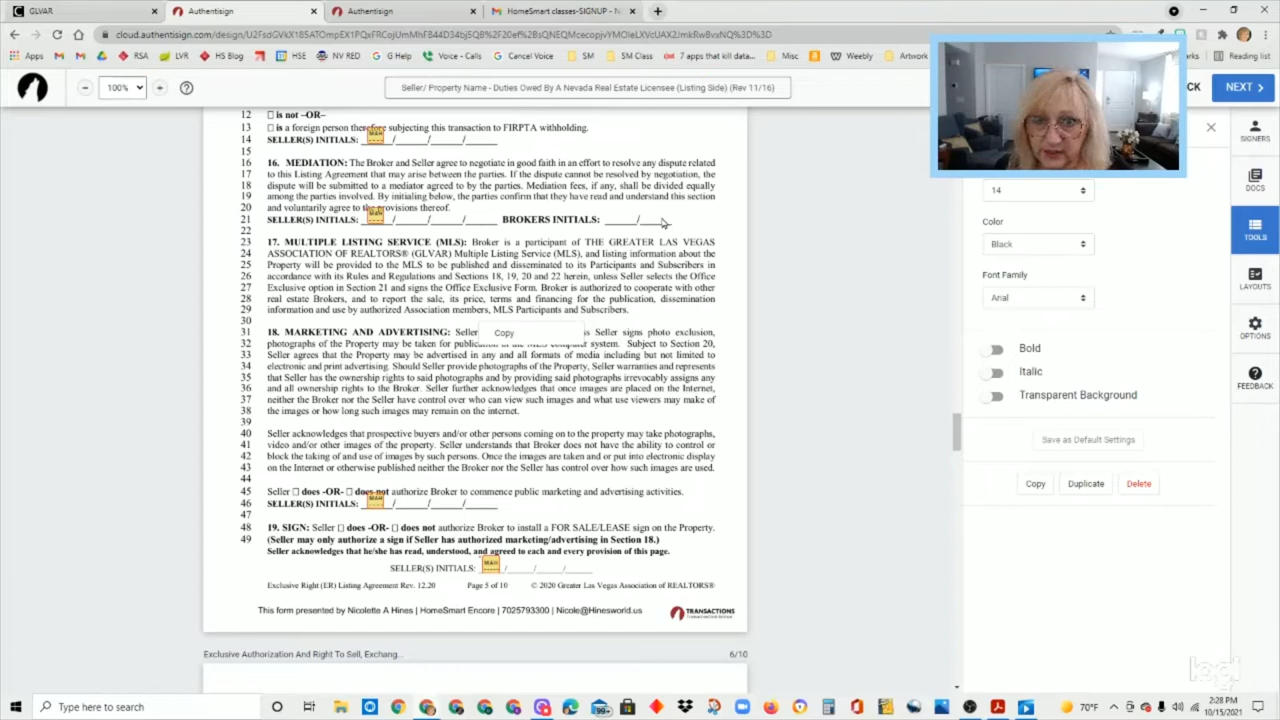 GLVAR
Authentisign
Authentisign
HomeSmart classes-SIGNUP - Ne
cloud.authentisign.com/design/
Apps
M
RSA
LVR
HS Blog
HSE
NV RED
G Help
Cancel Voice
SM
SM Class
7 apps that kill data...
Voice - Calls
Misc
Weebly
Artwork
Reading list
100%
Seller/ Property Name - Duties Owed By A Nevada Real Estate Licensee (Listing Side) (Rev 11/16)
CK
NEXT
12 ☐ is not –OR–
13 ☐ is a foreign person therefore subjecting this transaction to FIRPTA withholding.
14 SELLER(S) INITIALS: MAH /_____/_____/_____
15
16 16. MEDIATION: The Broker and Seller agree to negotiate in good faith in an effort to resolve any dispute related
17 to this Listing Agreement that may arise between the parties. If the dispute cannot be resolved by negotiation, the
18 dispute will be submitted to a mediator agreed to by the parties. Mediation fees, if any, shall be divided equally
19 among the parties involved. By initialing below, the parties confirm that they have read and understand this section
20 and voluntarily agree to the provisions thereof.
21 SELLER(S) INITIALS: MAH /_____/_____/_____ BROKERS INITIALS: _____/_____
22
23 17. MULTIPLE LISTING SERVICE (MLS): Broker is a participant of THE GREATER LAS VEGAS
24 ASSOCIATION OF REALTORS® (GLVAR) Multiple Listing Service (MLS), and listing information about the
25 Property will be provided to the MLS to be published and disseminated to its Participants and Subscribers in
26 accordance with its Rules and Regulations and Sections 18, 19, 20 and 22 herein, unless Seller selects the Office
27 Exclusive option in Section 21 and signs the Office Exclusive Form. Broker is authorized to cooperate with other
28 real estate Brokers, and to report the sale, its price, terms and financing for the publication, dissemination
29 information and use by authorized Association members, MLS Participants and Subscribers.
30
31 18. MARKETING AND ADVERTISING: Seller Copy Seller signs photo exclusion,
32 photographs of the Property may be taken for system. Subject to Section 20,
33 Seller agrees that the Property may be advertised in any and all formats of media including but not limited to
34 electronic and print advertising. Should Seller provide photographs of the Property, Seller warranties and represents
35 that Seller has the ownership rights to said photographs and by providing said photographs irrevocably assigns any
36 and all ownership rights to the Broker. Seller further acknowledges that once images are placed on the Internet,
37 neither the Broker nor the Seller have control over who can view such images and what use viewers may make of
38 the images or how long such images may remain on the internet.
39
40 Seller acknowledges that prospective buyers and/or other persons coming on to the property may take photographs,
41 video and/or other images of the property. Seller understands that Broker does not have the ability to control or
42 block the taking of and use of images by such persons. Once the images are taken and or put into electronic display
43 on the Internet or otherwise published neither the Broker nor the Seller has control over how such images are used.
44
45 Seller ☐ does -OR- ☐ does not authorize Broker to commence public marketing and advertising activities.
46 SELLER(S) INITIALS: MAH /_____/_____/_____
47
48 19. SIGN: Seller ☐ does -OR- ☐ does not authorize Broker to install a FOR SALE/LEASE sign on the Property.
49 (Seller may only authorize a sign if Seller has authorized marketing/advertising in Section 18.)
Seller acknowledges that he/she has read, understood, and agreed to each and every provision of this page.
SELLER(S) INITIALS: MAH /_____/_____/_____
Exclusive Right (ER) Listing Agreement Rev. 12.20 Page 5 of 10 © 2020 Greater Las Vegas Association of REALTORS®
This form presented by Nicolette A Hines | HomeSmart Encore | 7025793300 | Nicole@Hinesworld.us
TRANSACTIONS
Exclusive Authorization And Right To Sell, Exchang... 6/10
14
Color
Black
Font Family
Arial
Bold
Italic
Transparent Background
Save as Default Settings
Copy
Duplicate
Delete
SIGNERS
DOCS
TOOLS
LAYOUTS
OPTIONS
FEEDBACK
Type here to search
99+
70°F
2:28 PM
10/15/2021